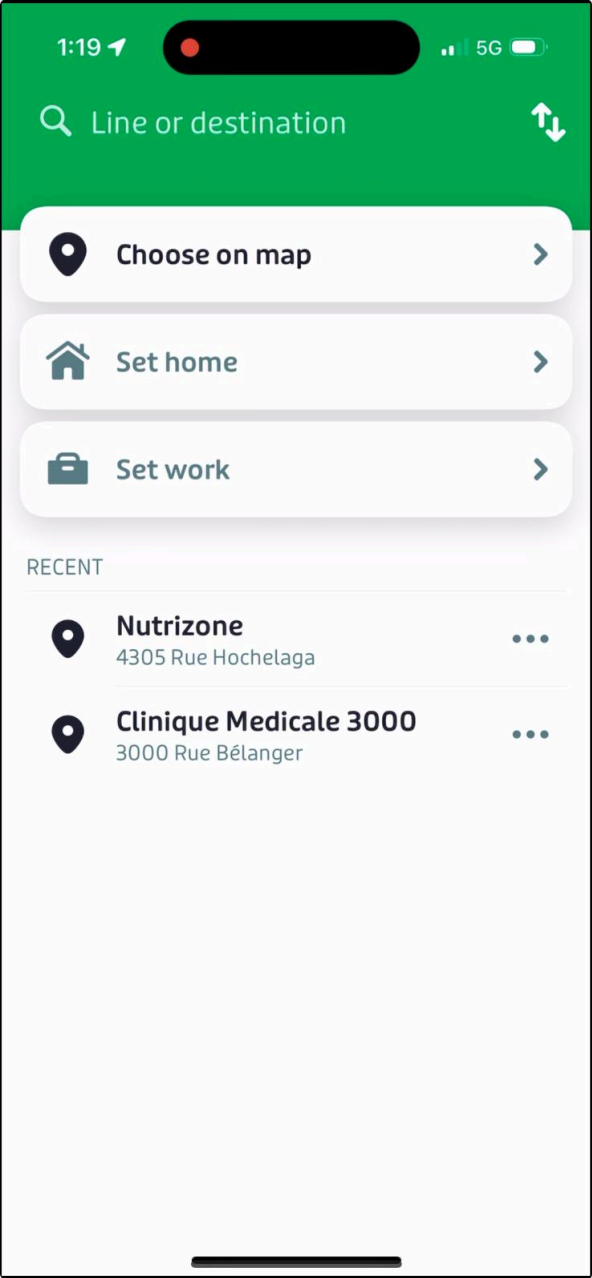 1:19
5G
Line or destination
Choose on map
Set home
Set work
RECENT
Nutrizone
4305 Rue Hochelaga
Clinique Medicale 3000
3000 Rue Bélanger